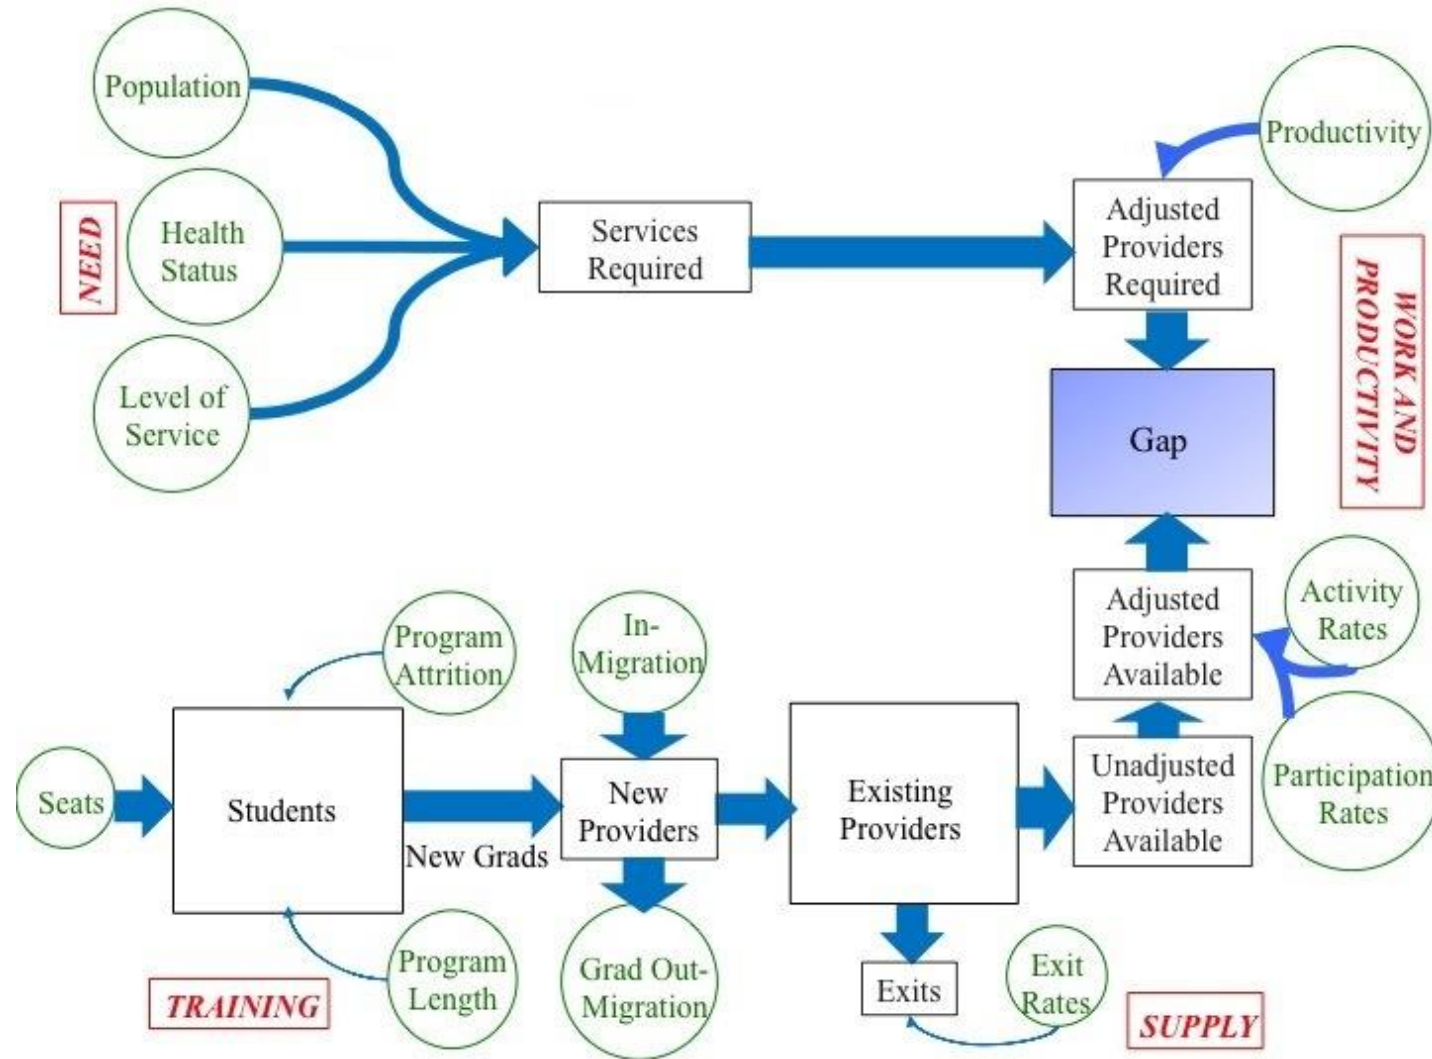 Population
Health
Status
Level of
Service
NEED
Services
Required
Adjusted
Providers
Required
Productivity
WORK AND
PRODUCTIVITY
Gap
Adjusted
Providers
Available
Activity
Rates
Unadjusted
Providers
Available
Participation
Rates
Program
Attrition
In-
Migration
Seats
Students
New Grads
New
Providers
Existing
Providers
Program
Length
Grad Out-
Migration
Exits
Exit
Rates
TRAINING
SUPPLY